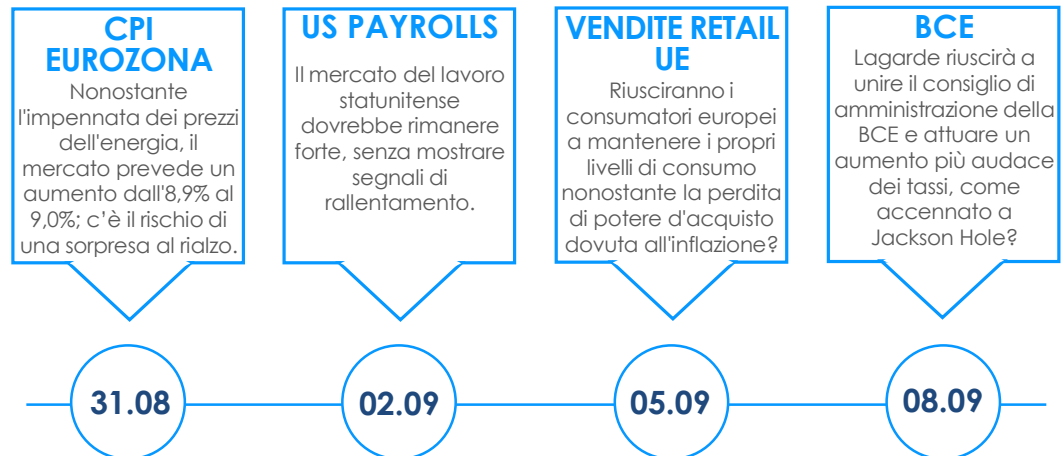 CPI
EUROZONA
Nonostante
l'impennata dei prezzi
dell'energia, il
mercato prevede un
aumento dall'8,9% al
9,0%; c’è il rischio di
una sorpresa al rialzo.
US PAYROLLS
Il mercato del lavoro
statunitense
dovrebbe rimanere
forte, senza mostrare
segnali di
rallentamento.
VENDITE RETAIL
UE
Riusciranno i
consumatori europei
a mantenere i propri
livelli di consumo
nonostante la perdita
di potere d'acquisto
dovuta all'inflazione?
BCE
Lagarde riuscirà a
unire il consiglio di
amministrazione della
BCE e attuare un
aumento più audace
dei tassi, come
accennato a
Jackson Hole?
31.08
02.09
05.09
08.09